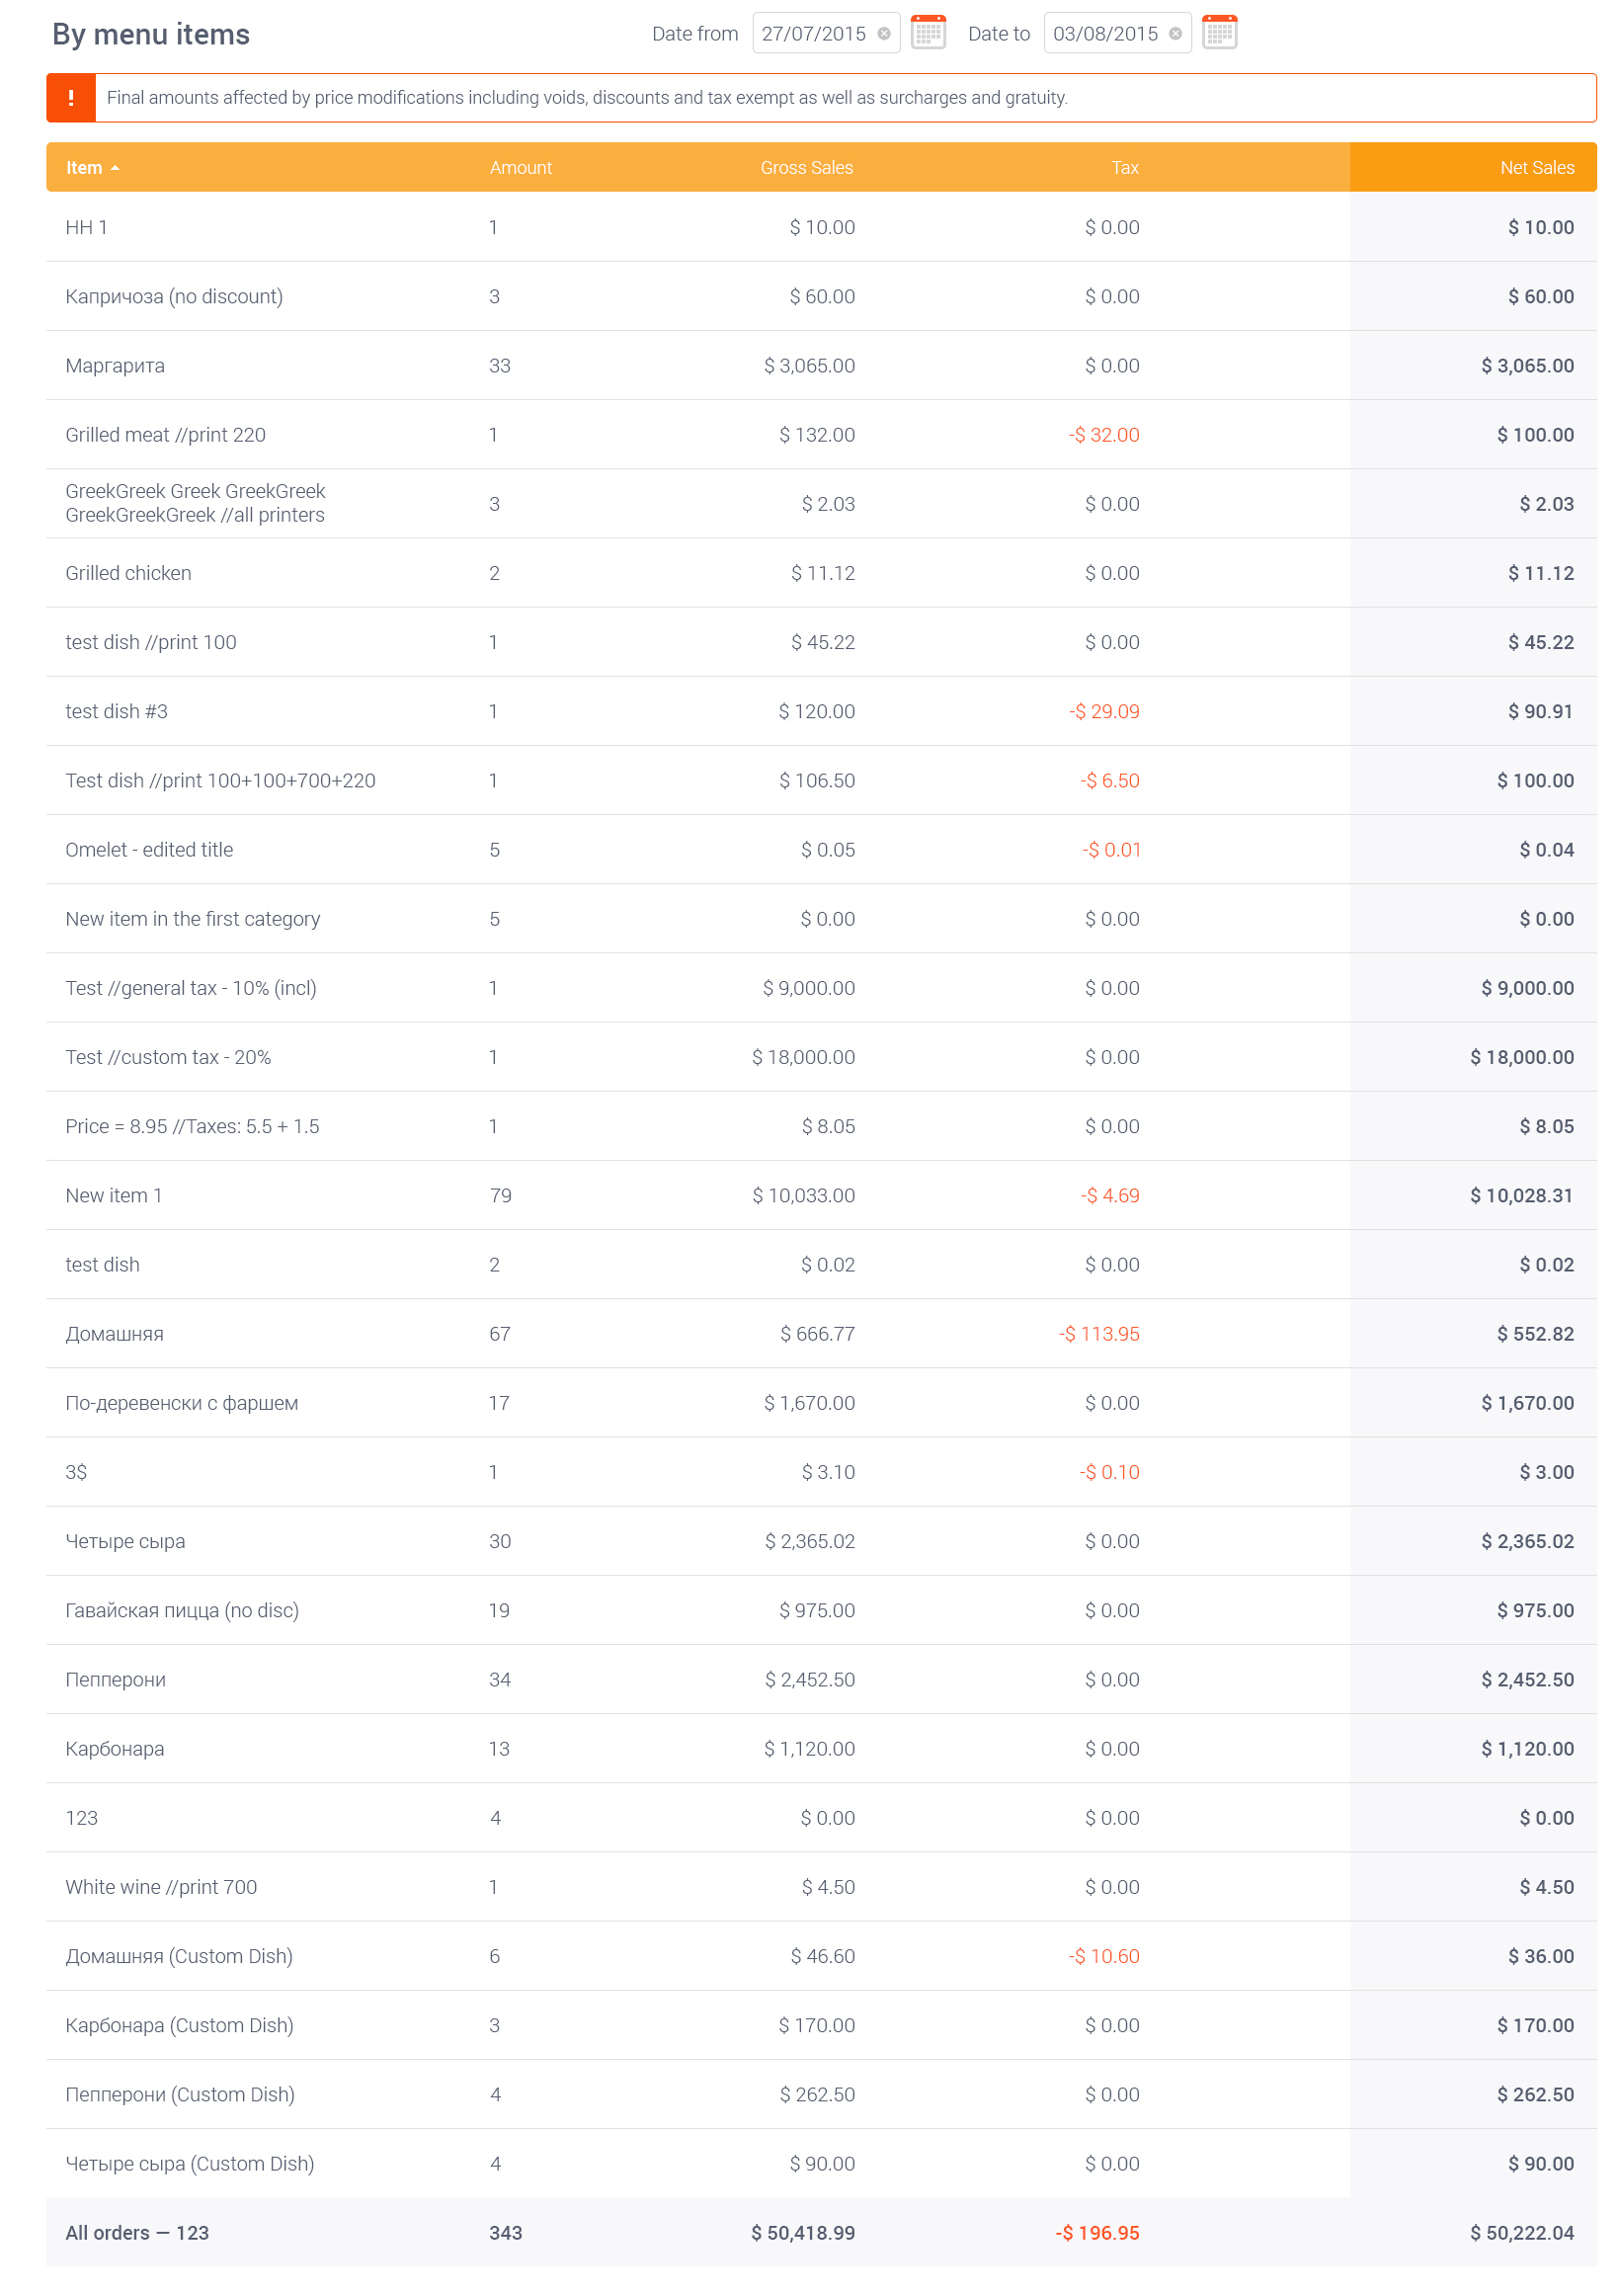 By menu items Date from 27/07/2015 Date to 03/08/2015
! Final amounts affected by price modifications including voids, discounts and tax exempt as well as surcharges and gratuity.
Item Amount Gross Sales Tax Net Sales
HH 1 1 $ 10.00 $ 0.00 $ 10.00
Капричоза (no discount) 3 $ 60.00 $ 0.00 $ 60.00
Маргарита 33 $ 3,065.00 $ 0.00 $ 3,065.00
Grilled meat //print 220 1 $ 132.00 -$ 32.00 $ 100.00
GreekGreek Greek GreekGreek
GreekGreekGreek //all printers 3 $ 2.03 $ 0.00 $ 2.03
Grilled chicken 2 $ 11.12 $ 0.00 $ 11.12
test dish //print 100 1 $ 45.22 $ 0.00 $ 45.22
test dish #3 1 $ 120.00 -$ 29.09 $ 90.91
Test dish //print 100+100+700+220 1 $ 106.50 -$ 6.50 $ 100.00
Omelet - edited title 5 $ 0.05 -$ 0.01 $ 0.04
New item in the first category 5 $ 0.00 $ 0.00 $ 0.00
Test //general tax - 10% (incl) 1 $ 9,000.00 $ 0.00 $ 9,000.00
Test //custom tax - 20% 1 $ 18,000.00 $ 0.00 $ 18,000.00
Price = 8.95 //Taxes: 5.5 + 1.5 1 $ 8.05 $ 0.00 $ 8.05
New item 1 79 $ 10,033.00 -$ 4.69 $ 10,028.31
test dish 2 $ 0.02 $ 0.00 $ 0.02
Домашняя 67 $ 666.77 -$ 113.95 $ 552.82
По-деревенски с фаршем 17 $ 1,670.00 $ 0.00 $ 1,670.00
3$ 1 $ 3.10 -$ 0.10 $ 3.00
Четыре сыра 30 $ 2,365.02 $ 0.00 $ 2,365.02
Гавайская пицца (no disc) 19 $ 975.00 $ 0.00 $ 975.00
Пепперони 34 $ 2,452.50 $ 0.00 $ 2,452.50
Карбонара 13 $ 1,120.00 $ 0.00 $ 1,120.00
123 4 $ 0.00 $ 0.00 $ 0.00
White wine //print 700 1 $ 4.50 $ 0.00 $ 4.50
Домашняя (Custom Dish) 6 $ 46.60 -$ 10.60 $ 36.00
Карбонара (Custom Dish) 3 $ 170.00 $ 0.00 $ 170.00
Пепперони (Custom Dish) 4 $ 262.50 $ 0.00 $ 262.50
Четыре сыра (Custom Dish) 4 $ 90.00 $ 0.00 $ 90.00
All orders — 123 343 $ 50,418.99 -$ 196.95 $ 50,222.04